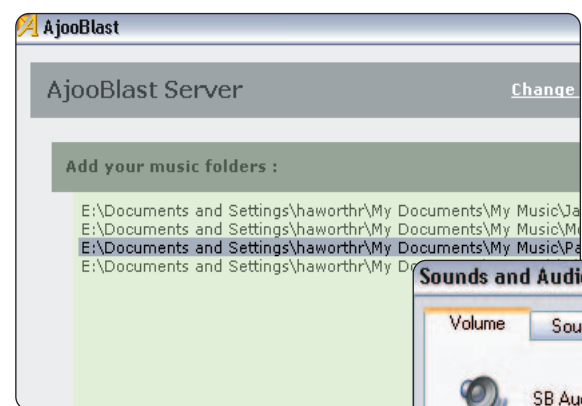 AjooBlast
AjooBlast Server
Change
Add your music folders :
E:\Documents and Settings\haworthr\My Documents\My Music\Ja
E:\Documents and Settings\haworthr\My Documents\My Music\M
E:\Documents and Settings\haworthr\My Documents\My Music\Pa
E:\Documents and Settings\haworthr\My Do
Sounds and Audi
Volume
Sou
SB Aud